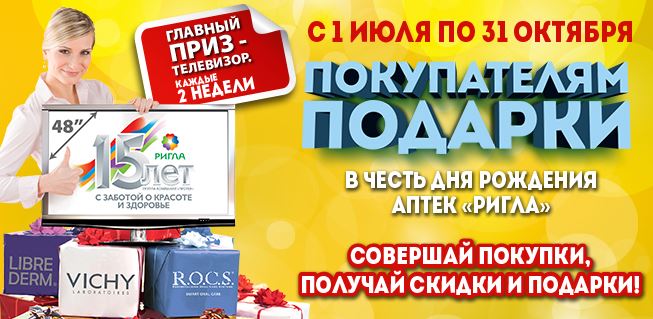 ГЛАВНЫЙ
ПРИЗ -
ТЕЛЕВИЗОР.
КАЖДЫЕ
2 НЕДЕЛИ
С 1 ИЮЛЯ ПО 31 ОКТЯБРЯ
ПОКУПАТЕЛЯМ
ПОДАРКИ
В ЧЕСТЬ ДНЯ РОЖДЕНИЯ
АПТЕК «РИГЛА»
СОВЕРШАЙ ПОКУПКИ,
ПОЛУЧАЙ СКИДКИ И ПОДАРКИ!
48”
РИГЛА
15 лет
С ЗАБОТОЙ О КРАСОТЕ
И ЗДОРОВЬЕ
LIBRE
DERM
VICHY
LABORATOIRES
R.O.C.S.